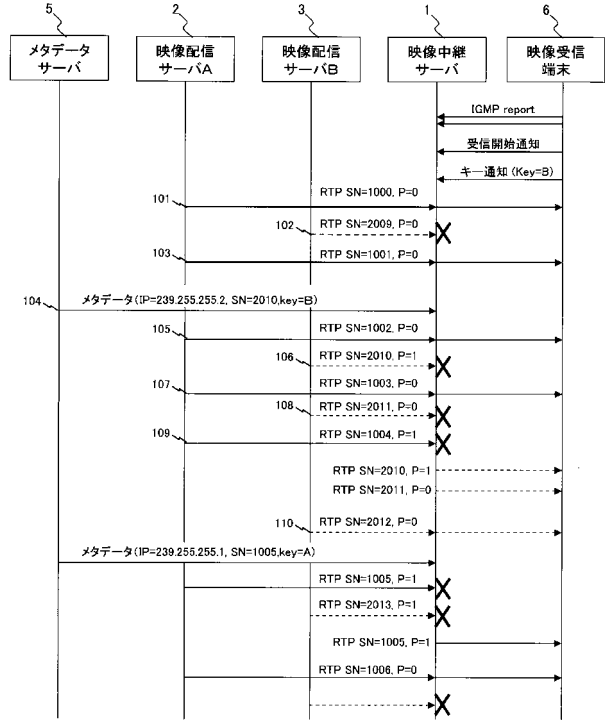 5
2
3
1
6
メタデータ
サーバ
映像配信
サーバA
映像配信
サーバB
映像中継
サーバ
映像受信
端末
IGMP report
受信開始通知
キー通知 (Key=B)
RTP SN=1000, P=0
101
RTP SN=2009, P=0
102
RTP SN=1001, P=0
103
104
メタデータ(IP=239.255.255.2, SN=2010,key=B)
RTP SN=1002, P=0
105
RTP SN=2010, P=1
106
RTP SN=1003, P=0
107
RTP SN=2011, P=0
108
RTP SN=1004, P=1
109
RTP SN=2010, P=1
RTP SN=2011, P=0
RTP SN=2012, P=0
110
メタデータ(IP=239.255.255.1, SN=1005,key=A)
RTP SN=1005, P=1
RTP SN=2013, P=1
RTP SN=1005, P=1
RTP SN=1006, P=0